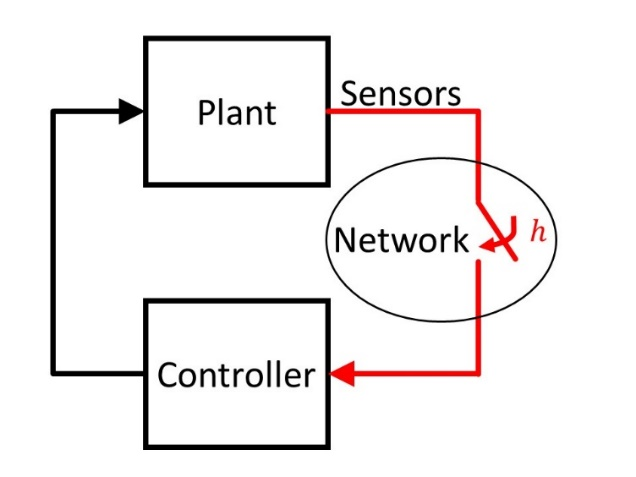 Plant
Sensors
Network
h
Controller